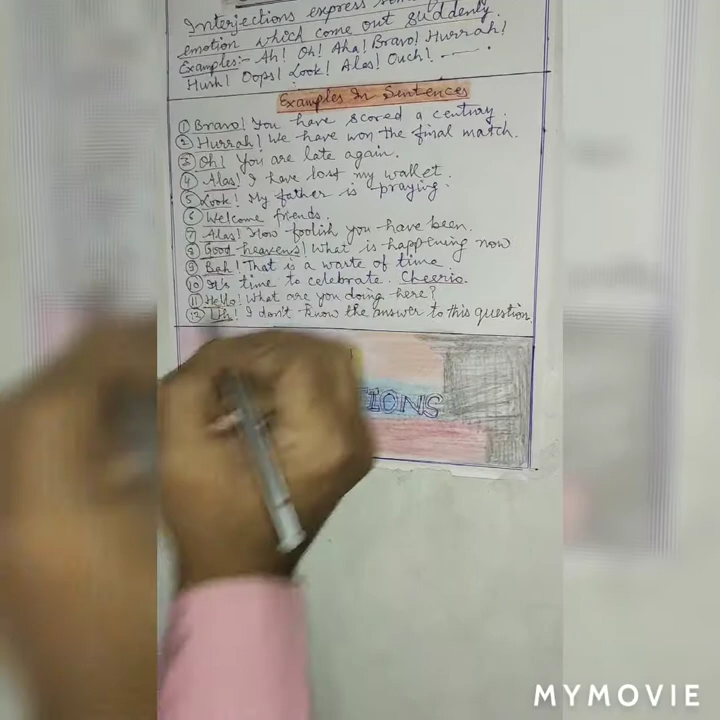 Interjections express some
emotion which come out suddenly.
Examples:- Ah! Oh! Aha! Bravo! Hurrah!
Hush! Oops! Look! Alas! Ouch!
Examples In Sentences
① Bravo! You have scored a century.
② Hurrah! We have won the final match.
③ Oh! You are late again.
④ Alas! I have lost my wallet.
⑤ Look! My father is praying.
⑥ Welcome friends.
⑦ Alas! How foolish you have been.
⑧ Good heavens! What is happening now
⑨ Bah! That is a waste of time
⑩ It's time to celebrate. Cheerio.
⑪ Hello! What are you doing here?
⑫ Uh! I don't know the answer to this question.
TIONS
MYMOVIE